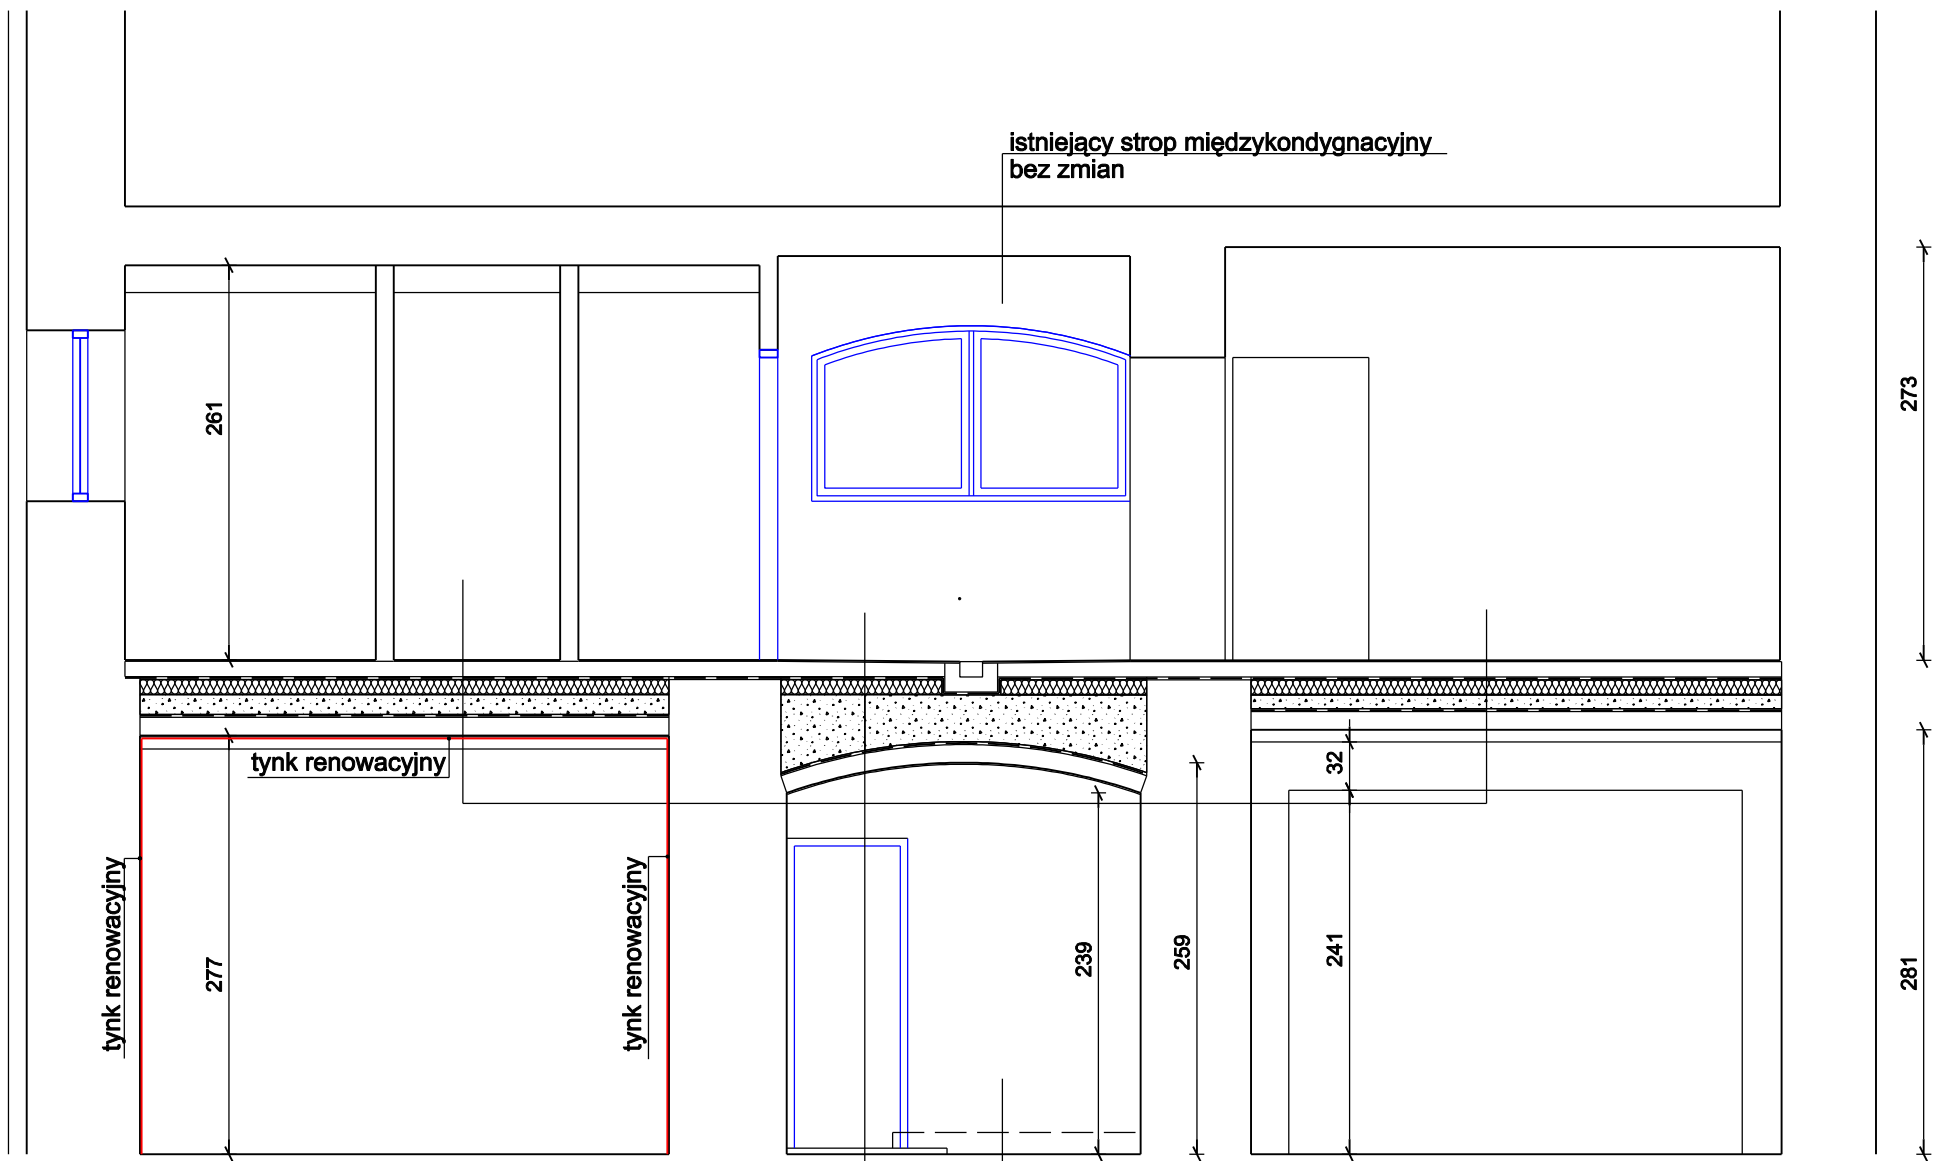 istniejący strop międzykondygnacyjny
bez zmian
261
273
tynk renowacyjny
32
tynk renowacyjny
tynk renowacyjny
277
239
259
241
281